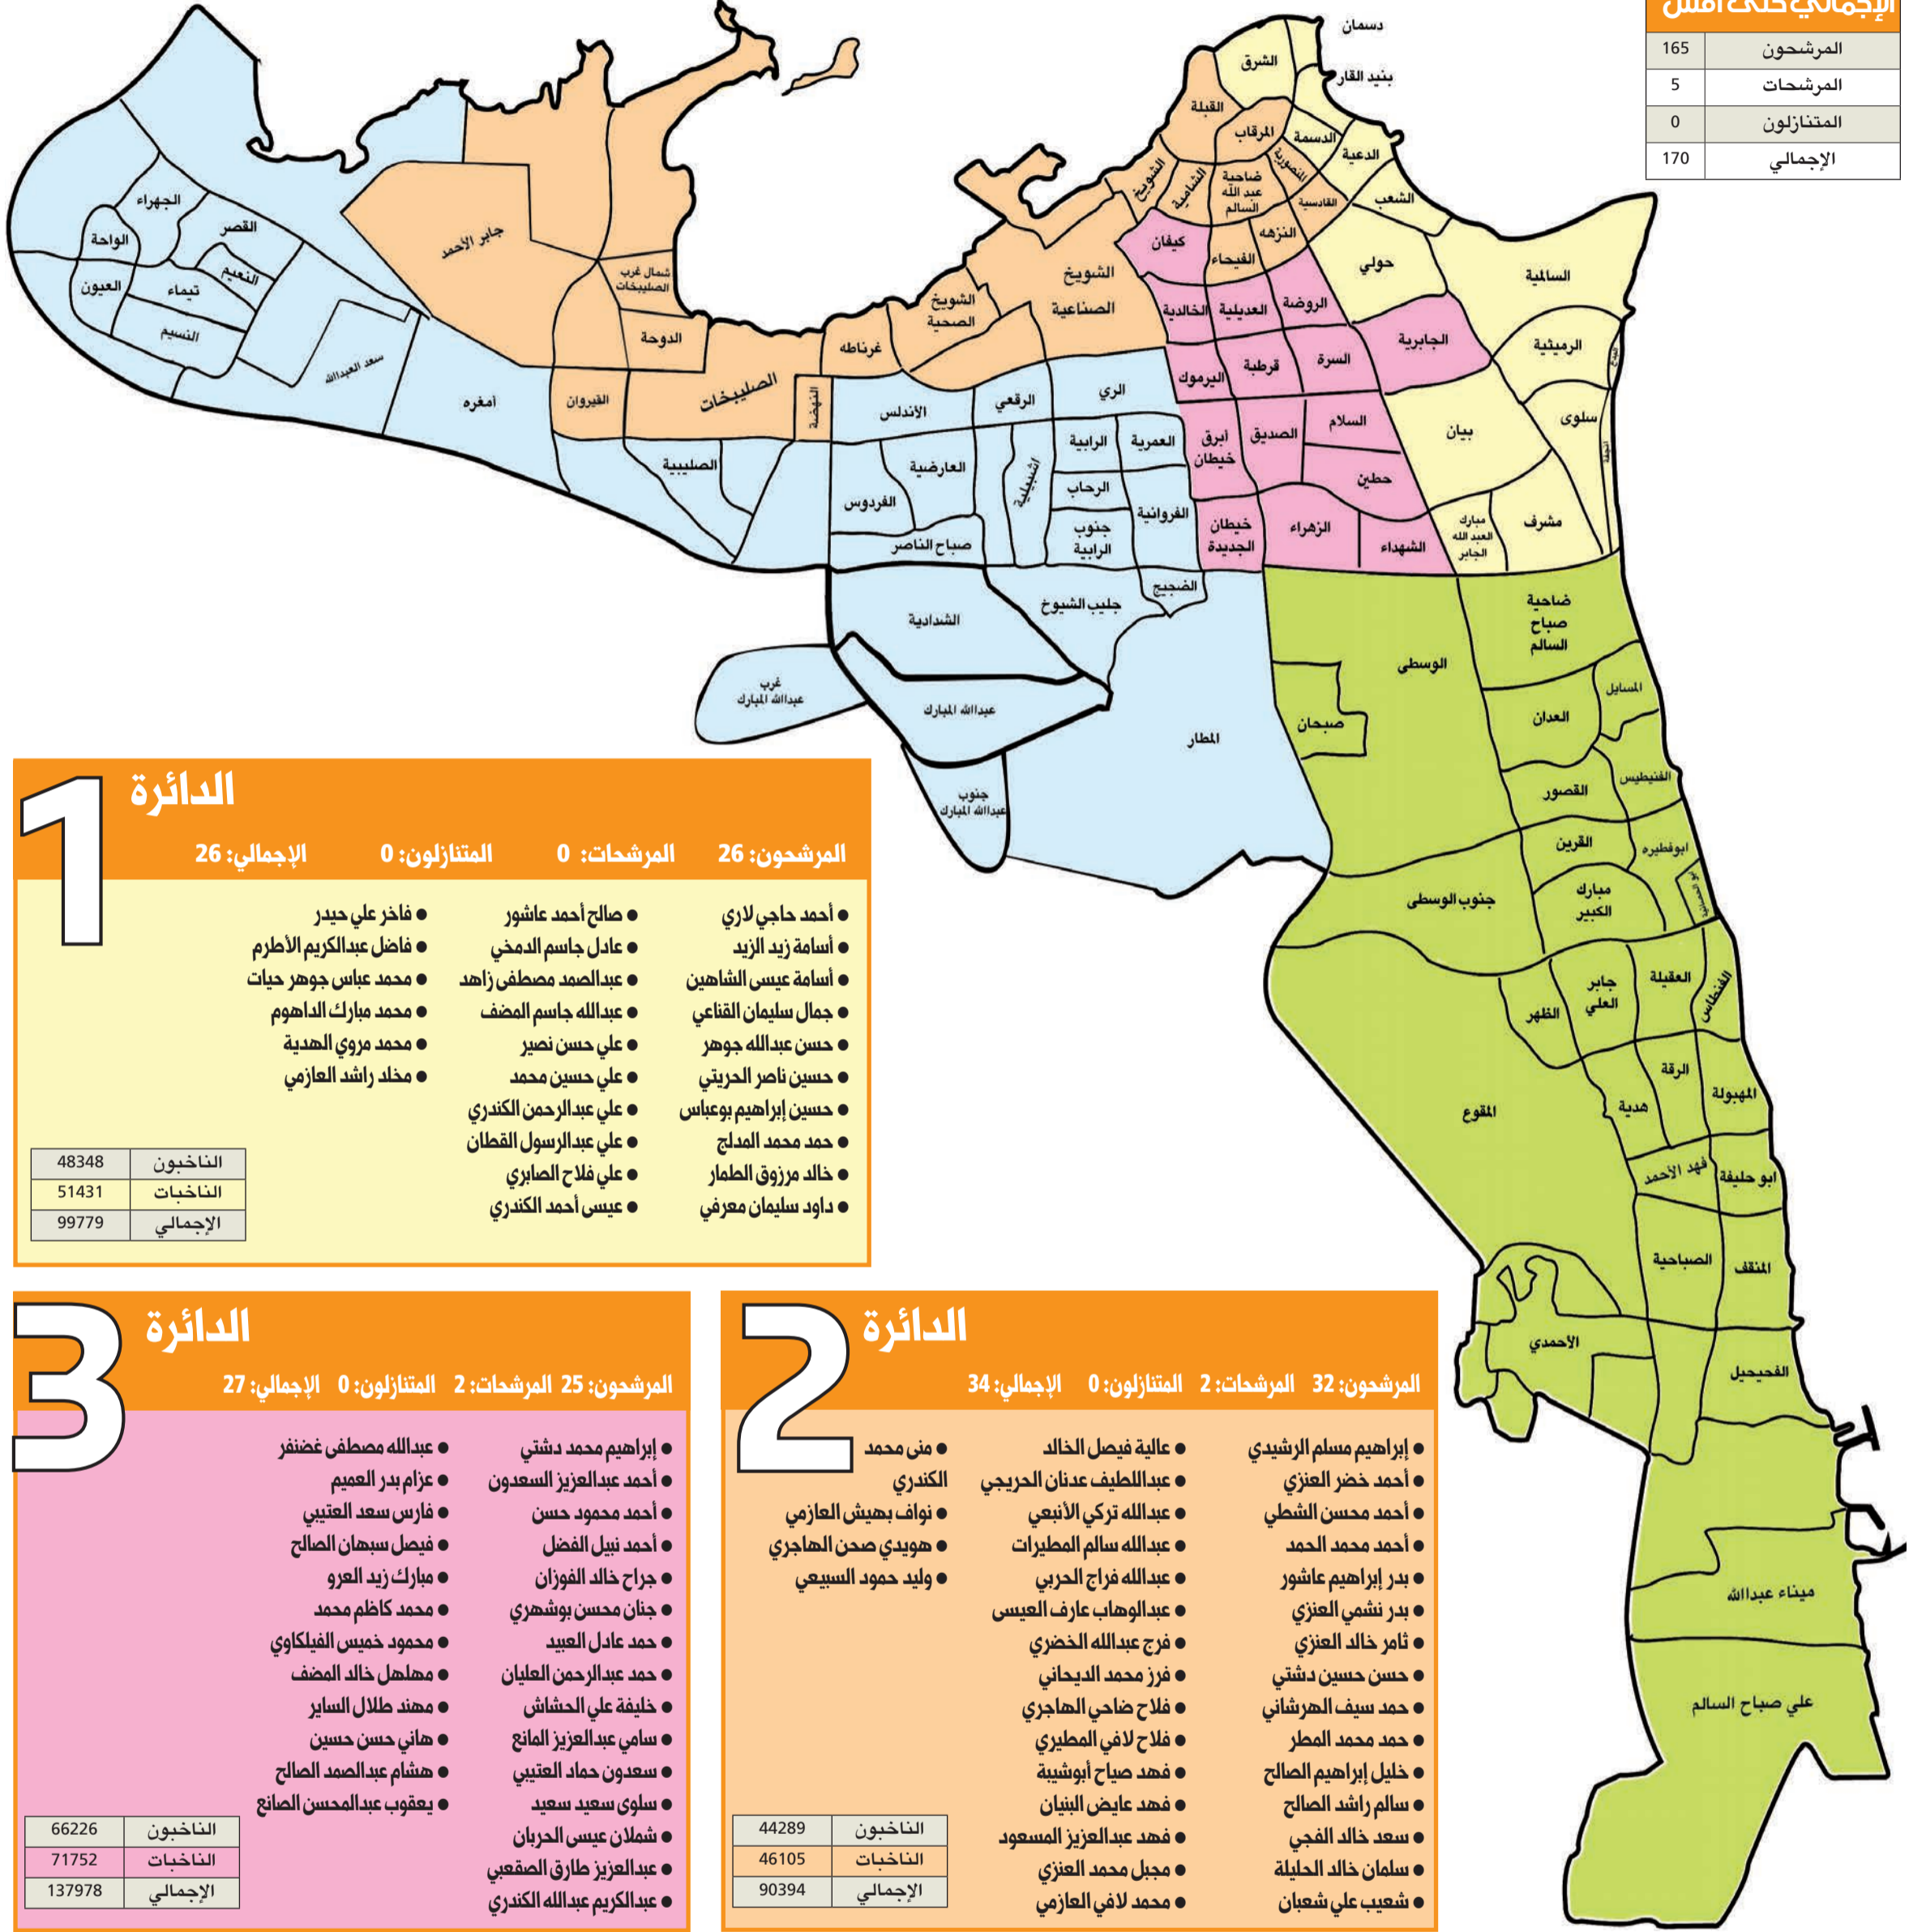 الإجمالي حتى أمس
المرشحون 165
المرشحات 5
المتنازلون 0
الإجمالي 170
دسمان
الشرق
بنيد القار
القبلة
المرقاب
الدسمة
الدعية
المنصورية
الشويخ
الشامية
ضاحية
عبد الله
السالم
القادسية
الشعب
كيفان
الفيحاء
النزهه
حولي
السالمية
الشويخ
الصناعية
الشويخ
الصحية
الخالدية
العديلية
الروضة
الجابرية
الرميثية
البدع
غرناطه
اليرموك
قرطبة
السرة
سلوى
بيان
أبرق
خيطان
الصديق
السلام
حطين
خيطان
الجديدة
الزهراء
الشهداء
مبارك
العبد الله
الجابر
مشرف
الجهراء
الواحة
القصر
النعيم
العيون
تيماء
النسيم
سعد العبدالله
جابر الأحمد
شمال غرب
الصليبخات
الدوحة
أمغره
القيروان
الصليبخات
النهضة
الأندلس
الرقعي
الري
الصليبية
العارضية
الفردوس
اشبيلية
الرابية
العمرية
الرحاب
الفروانية
جنوب
الرابية
صباح الناصر
الضجيج
جليب الشيوخ
الشدادية
غرب
عبدالله المبارك
عبدالله المبارك
جنوب
عبدالله المبارك
المطار
ضاحية
صباح
السالم
الوسطى
صبحان
المسايل
العدان
الفنيطيس
القصور
القرين
ابوفطيره
مبارك
الكبير
جنوب الوسطى
العقيلة
جابر
العلي
الظهر
الفنطاس
الرقة
المهبولة
هدية
المقوع
فهد الأحمد
ابو حليفة
الصباحية
المنقف
الأحمدي
الفحيحيل
ميناء عبدالله
علي صباح السالم
الدائرة 1
المرشحون: 26 المرشحات: 0 المتنازلون: 0 الإجمالي: 26
• أحمد حاجي لاري
• أسامة زيد الزيد
• أسامة عيسى الشاهين
• جمال سليمان القناعي
• حسن عبدالله جوهر
• حسين ناصر الحريتي
• حسين إبراهيم بوعباس
• حمد محمد المدلج
• خالد مرزوق الطمار
• داود سليمان معرفي
• صالح أحمد عاشور
• عادل جاسم الدمخي
• عبدالصمد مصطفى زاهد
• عبدالله جاسم المضف
• علي حسن نصير
• علي حسين محمد
• علي عبدالرحمن الكندري
• علي عبدالرسول القطان
• علي فلاح الصابري
• عيسى أحمد الكندري
• فاخر علي حيدر
• فاضل عبدالكريم الأطرم
• محمد عباس جوهر حيات
• محمد مبارك الداهوم
• محمد مروي الهدية
• مخلد راشد العازمي
الناخبون 48348
الناخبات 51431
الإجمالي 99779
الدائرة 2
المرشحون: 32 المرشحات: 2 المتنازلون: 0 الإجمالي: 34
• إبراهيم مسلم الرشيدي
• أحمد خضر العنزي
• أحمد محسن الشطي
• أحمد محمد الحمد
• بدر إبراهيم عاشور
• بدر نشمي العنزي
• ثامر خالد العنزي
• حسن حسين دشتي
• حمد سيف الهرشاني
• حمد محمد المطر
• خليل إبراهيم الصالح
• سالم راشد الصالح
• سعد خالد الفجي
• سلمان خالد الحليلة
• شعيب علي شعبان
• عالية فيصل الخالد
• عبداللطيف عدنان الحريجي
• عبدالله تركي الأنبعي
• عبدالله سالم المطيرات
• عبدالله فراج الحربي
• عبدالوهاب عارف العيسى
• فرج عبدالله الخضري
• فرز محمد الديحاني
• فلاح ضاحي الهاجري
• فلاح لافي المطيري
• فهد صياح أبوشيبة
• فهد عايض البنيان
• فهد عبدالعزيز المسعود
• مجبل محمد العنزي
• محمد لافي العازمي
• منى محمد
الكندري
• نواف بهيش العازمي
• هويدي صحن الهاجري
• وليد حمود السبيعي
الناخبون 44289
الناخبات 46105
الإجمالي 90394
الدائرة 3
المرشحون: 25 المرشحات: 2 المتنازلون: 0 الإجمالي: 27
• إبراهيم محمد دشتي
• أحمد عبدالعزيز السعدون
• أحمد محمود حسن
• أحمد نبيل الفضل
• جراح خالد الفوزان
• جنان محسن بوشهري
• حمد عادل العبيد
• حمد عبدالرحمن العليان
• خليفة علي الحشاش
• سامي عبدالعزيز المانع
• سعدون حماد العتيبي
• سلوى سعيد سعيد
• شملان عيسى الحربان
• عبدالعزيز طارق الصقعبي
• عبدالكريم عبدالله الكندري
• عبدالله مصطفى غضنفر
• عزام بدر العميم
• فارس سعد العتيبي
• فيصل سبهان الصالح
• مبارك زيد العرو
• محمد كاظم محمد
• محمود خميس الفيلكاوي
• مهلهل خالد المضف
• مهند طلال الساير
• هاني حسن حسين
• هشام عبدالصمد الصالح
• يعقوب عبدالمحسن الصانع
الناخبون 66226
الناخبات 71752
الإجمالي 137978